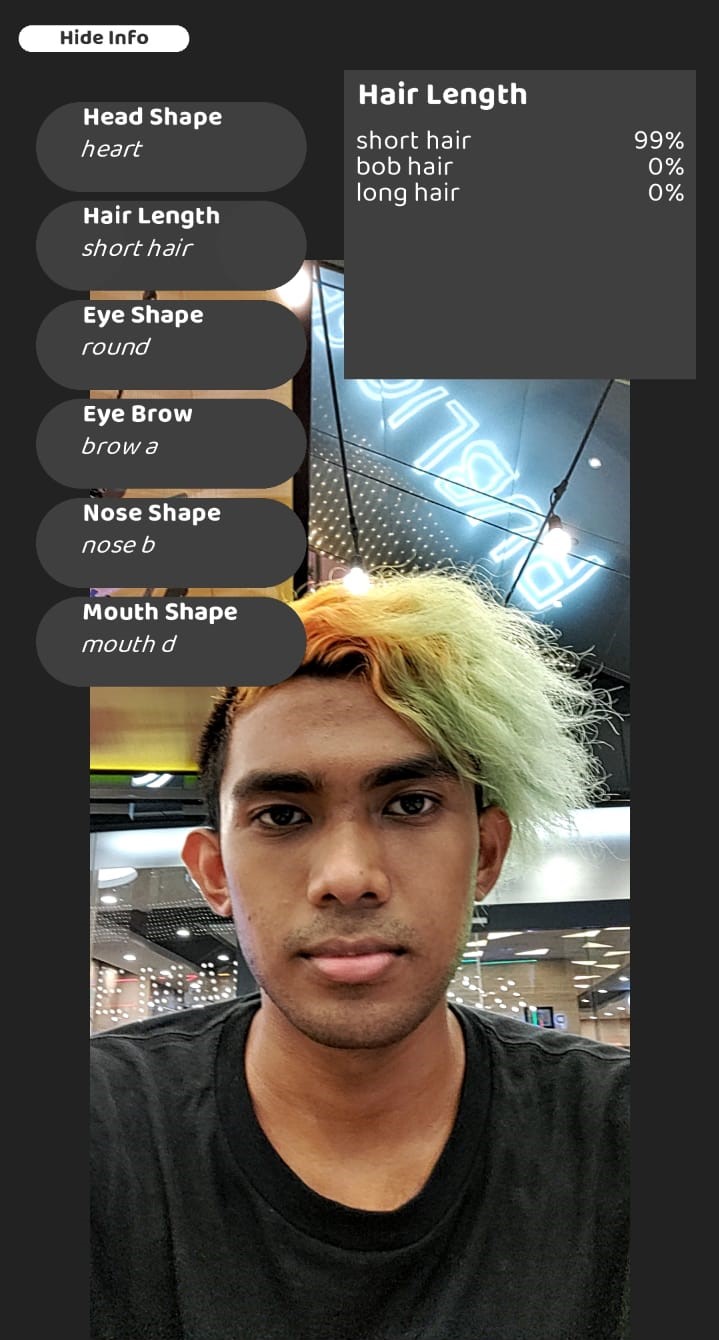 Hide Info
Head Shape
heart
Hair Length
short hair
Eye Shape
round
Eye Brow
brow a
Nose Shape
nose b
Mouth Shape
mouth d
Hair Length
short hair 99%
bob hair 0%
long hair 0%